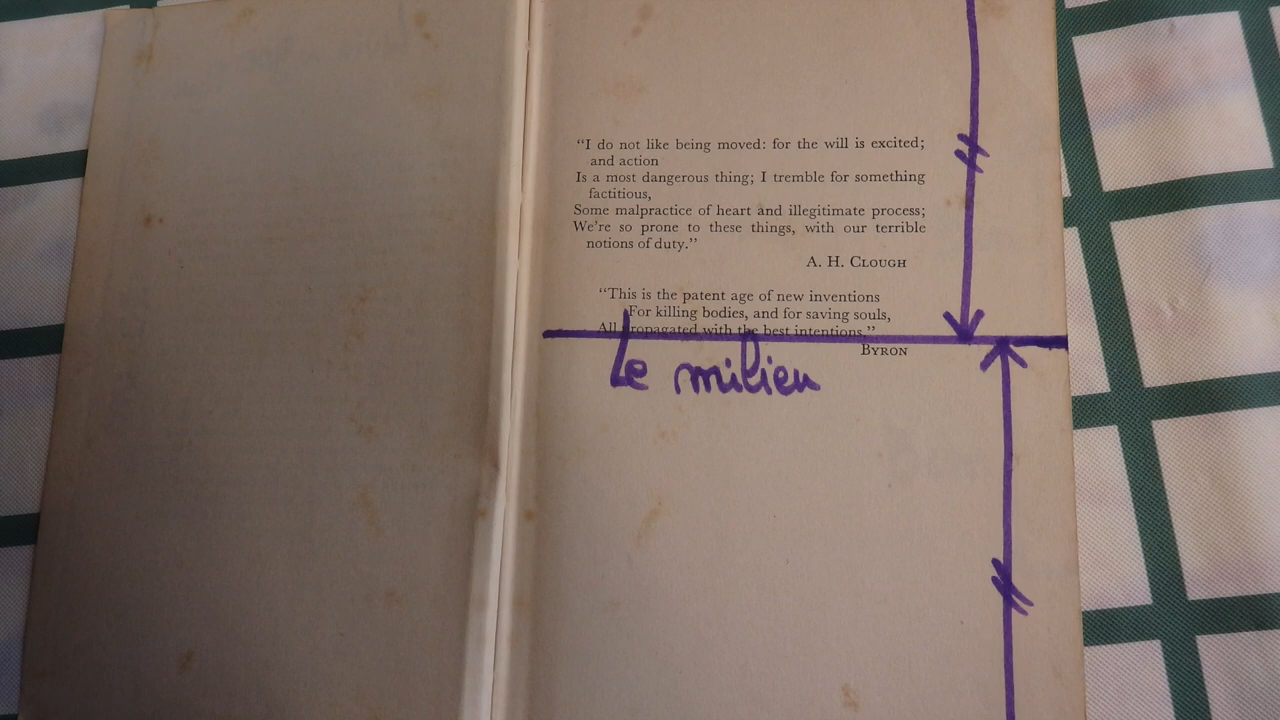 “I do not like being moved: for the will is excited;
and action
Is a most dangerous thing; I tremble for something
factitious,
Some malpractice of heart and illegitimate process;
We’re so prone to these things, with our terrible
notions of duty.”
A. H. CLOUGH
“This is the patent age of new inventions
For killing bodies, and for saving souls,
All propagated with the best intentions.”
BYRON
Le milieu